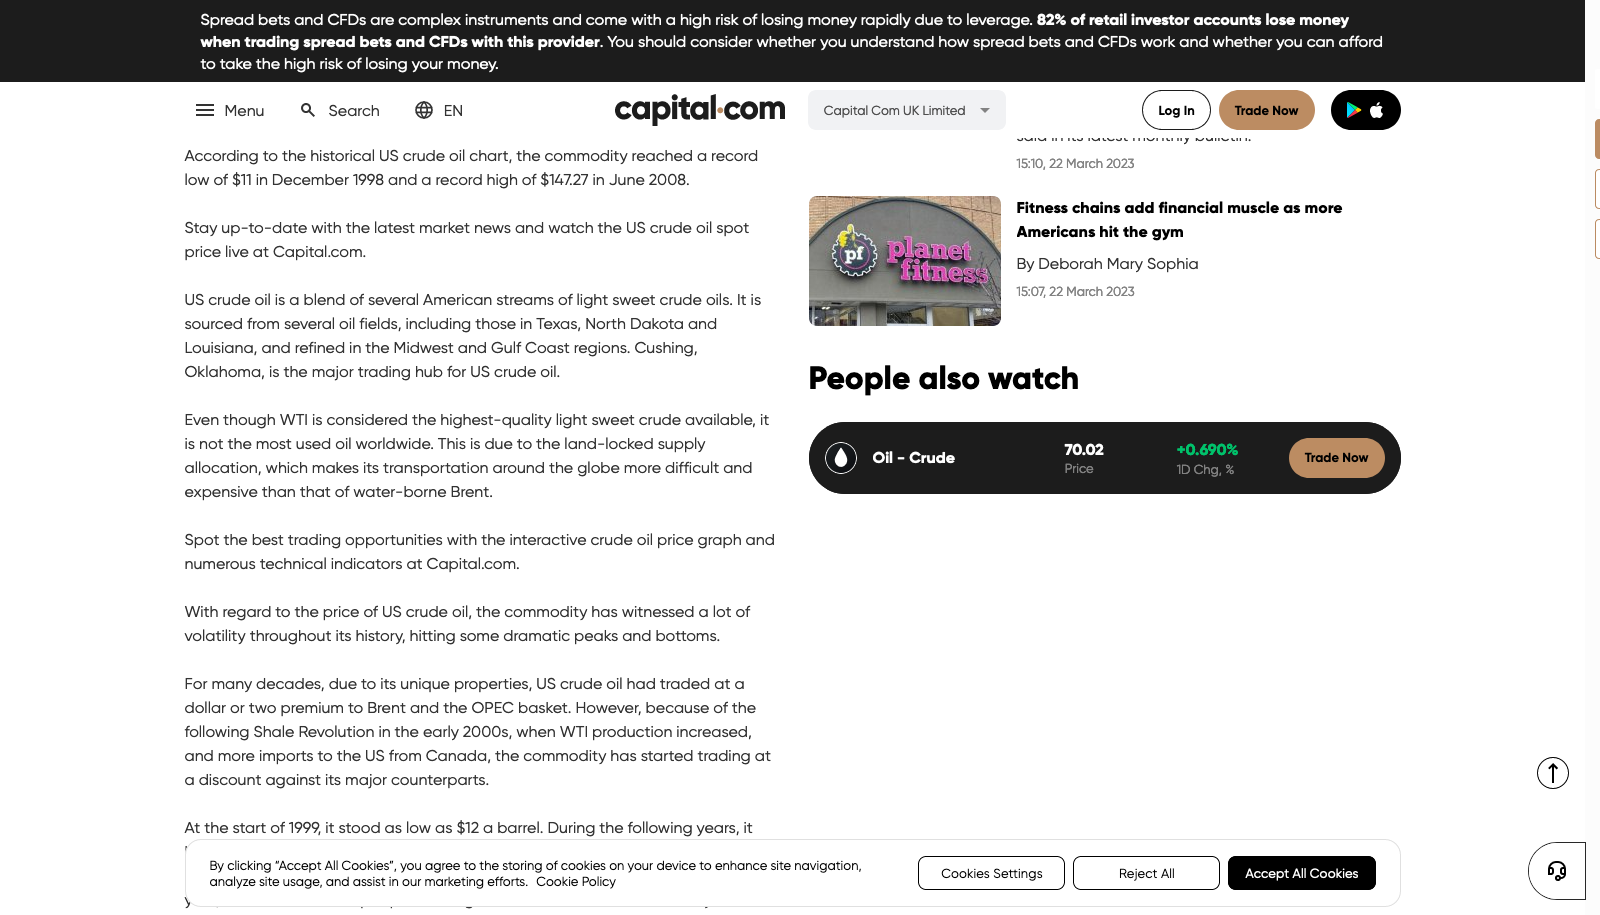 Spread bets and CFDs are complex instruments and come with a high risk of losing money rapidly due to leverage. 82% of retail investor accounts lose money
when trading spread bets and CFDs with this provider. You should consider whether you understand how spread bets and CFDs work and whether you can afford
to take the high risk of losing your money.
Menu
Search
EN
capital.com
Capital Com UK Limited
Log In
Trade Now
According to the historical US crude oil chart, the commodity reached a record
low of $11 in December 1998 and a record high of $147.27 in June 2008.
Stay up-to-date with the latest market news and watch the US crude oil spot
price live at Capital.com.
US crude oil is a blend of several American streams of light sweet crude oils. It is
sourced from several oil fields, including those in Texas, North Dakota and
Louisiana, and refined in the Midwest and Gulf Coast regions. Cushing,
Oklahoma, is the major trading hub for US crude oil.
Even though WTI is considered the highest-quality light sweet crude available, it
is not the most used oil worldwide. This is due to the land-locked supply
allocation, which makes its transportation around the globe more difficult and
expensive than that of water-borne Brent.
Spot the best trading opportunities with the interactive crude oil price graph and
numerous technical indicators at Capital.com.
With regard to the price of US crude oil, the commodity has witnessed a lot of
volatility throughout its history, hitting some dramatic peaks and bottoms.
For many decades, due to its unique properties, US crude oil had traded at a
dollar or two premium to Brent and the OPEC basket. However, because of the
following Shale Revolution in the early 2000s, when WTI production increased,
and more imports to the US from Canada, the commodity has started trading at
a discount against its major counterparts.
At the start of 1999, it stood as low as $12 a barrel. During the following years, it
said in its latest monthly bulletin.
15:10, 22 March 2023
pf planet
fitness
Fitness chains add financial muscle as more
Americans hit the gym
By Deborah Mary Sophia
15:07, 22 March 2023
People also watch
Oil - Crude
70.02
Price
+0.690%
1D Chg, %
Trade Now
By clicking “Accept All Cookies”, you agree to the storing of cookies on your device to enhance site navigation,
analyze site usage, and assist in our marketing efforts. Cookie Policy
Cookies Settings
Reject All
Accept All Cookies